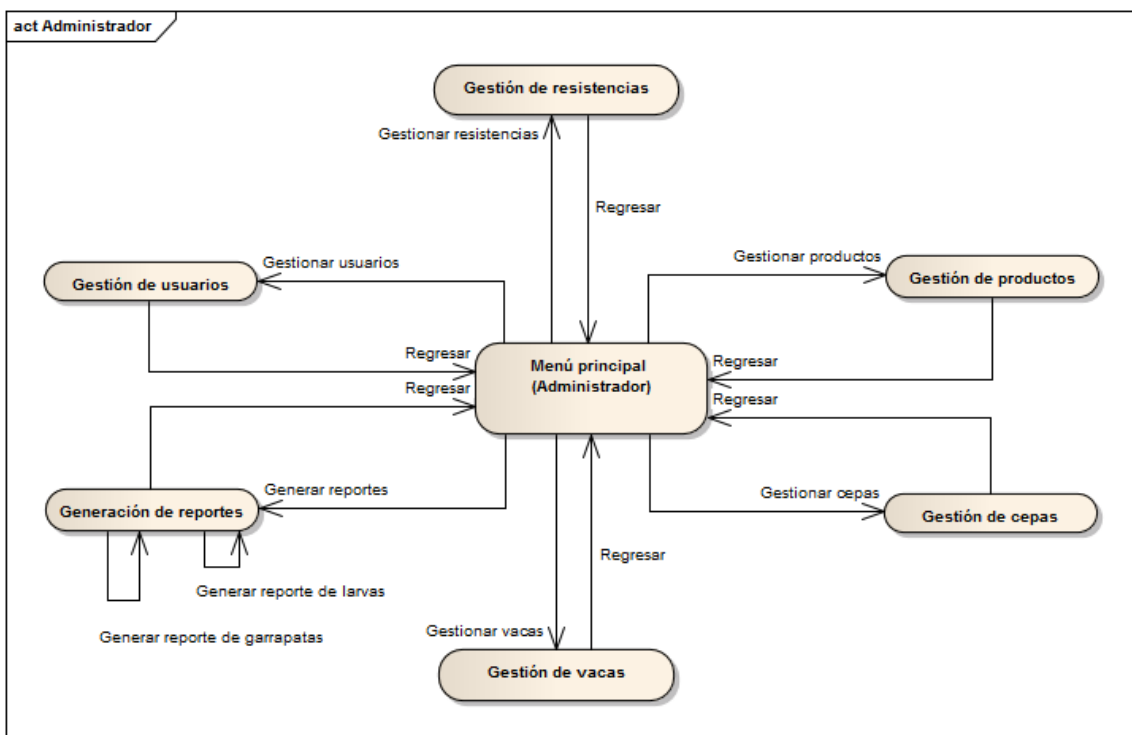 act Administrador
Gestión de resistencias
Gestionar resistencias
Regresar
Gestionar usuarios
Gestionar productos
Gestión de usuarios
Gestión de productos
Regresar
Menú principal
(Administrador)
Regresar
Regresar
Regresar
Generar reportes
Gestionar cepas
Generación de reportes
Gestión de cepas
Regresar
Generar reporte de larvas
Generar reporte de garrapatas
Gestionar vacas
Gestión de vacas